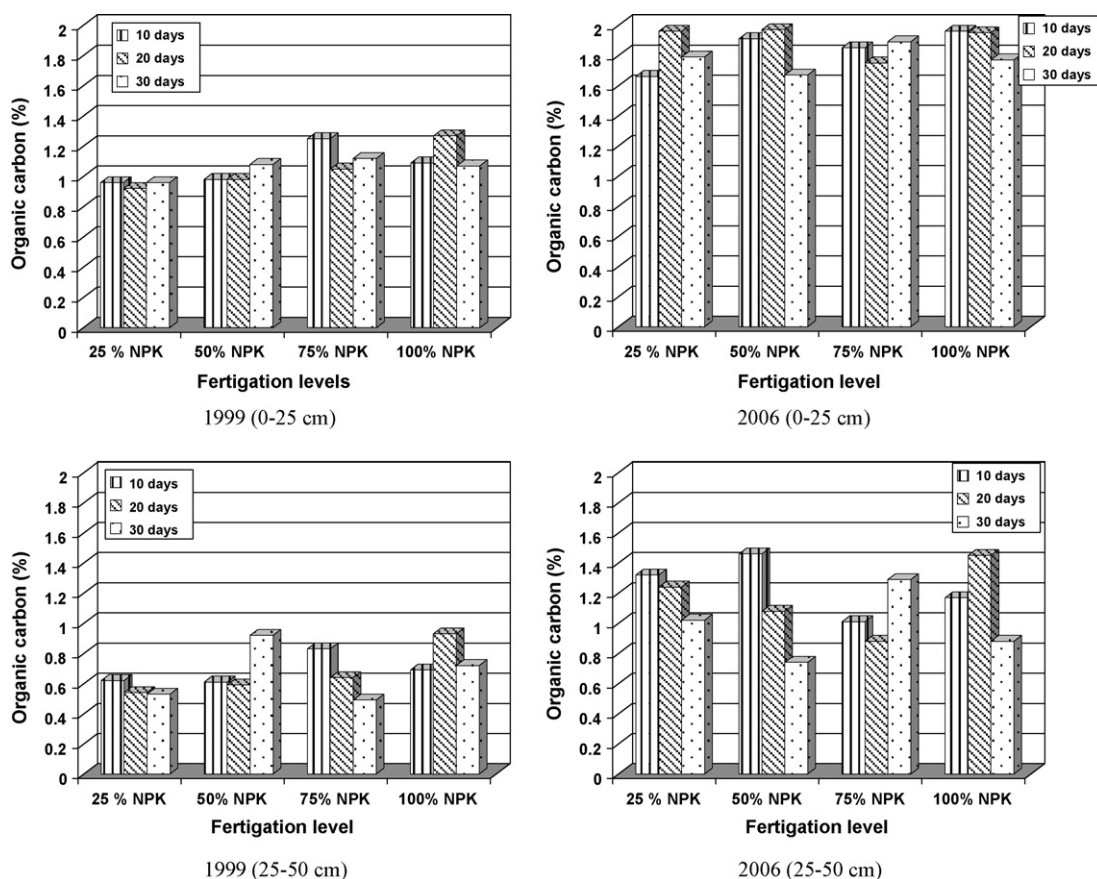 2
1.8
1.6
1.4
1.2
1
0.8
0.6
0.4
0.2
0
Organic carbon (%)
10 days
20 days
30 days
25 % NPK 50% NPK 75% NPK 100% NPK
Fertigation levels
1999 (0-25 cm)
2
1.8
1.6
1.4
1.2
1
0.8
0.6
0.4
0.2
0
Organic carbon (%)
10 days
20 days
30 days
25 % NPK 50% NPK 75% NPK 100% NPK
Fertigation level
2006 (0-25 cm)
2
1.8
1.6
1.4
1.2
1
0.8
0.6
0.4
0.2
0
Organic carbon (%)
10 days
20 days
30 days
25 % NPK 50% NPK 75% NPK 100% NPK
Fertigation level
1999 (25-50 cm)
2
1.8
1.6
1.4
1.2
1
0.8
0.6
0.4
0.2
0
Organic carbon (%)
10 days
20 days
30 days
25 % NPK 50% NPK 75% NPK 100% NPK
Fertigation level
2006 (25-50 cm)